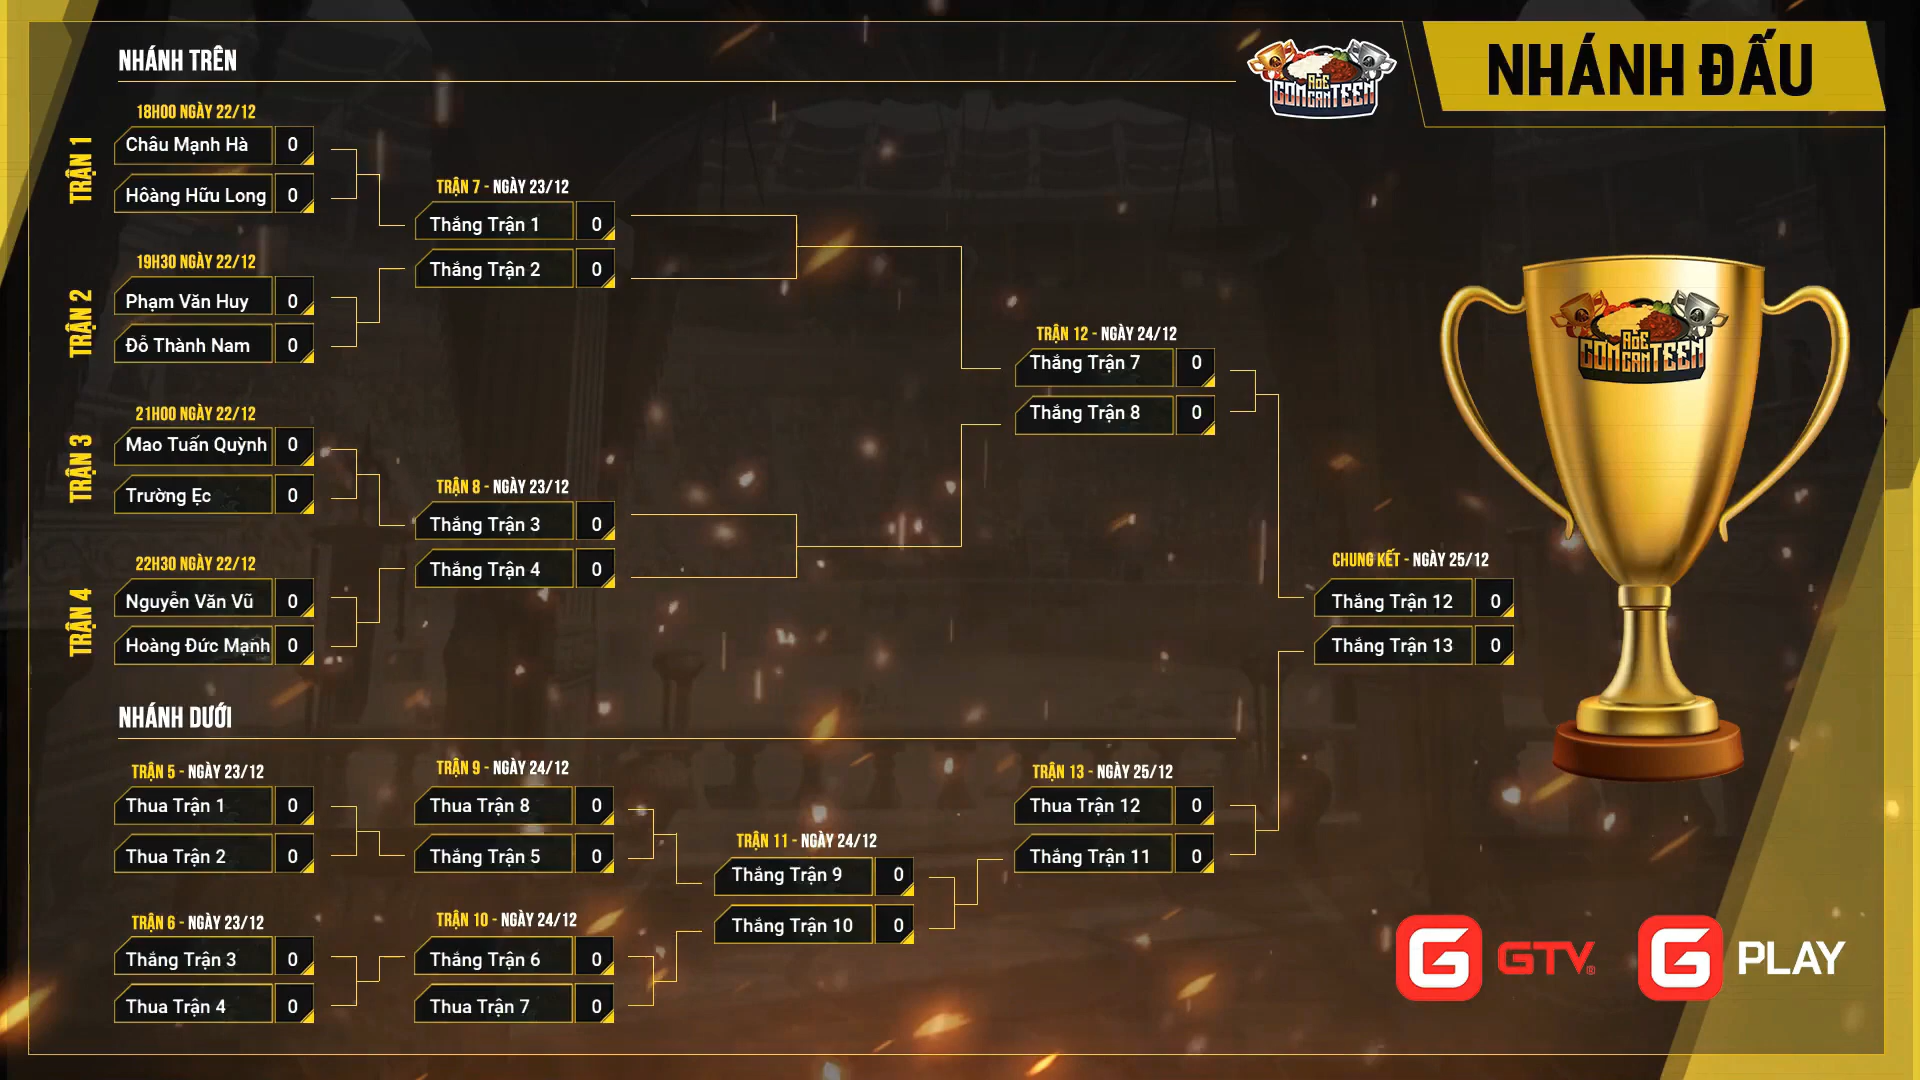 NHÁNH TRÊN
NHÁNH ĐẤU
AOE
COMCANTEEN
TRẬN 1
18H00 NGÀY 22/12
Châu Mạnh Hà 0
Hôàng Hữu Long 0
TRẬN 2
19H30 NGÀY 22/12
Phạm Văn Huy 0
Đỗ Thành Nam 0
TRẬN 3
21H00 NGÀY 22/12
Mao Tuấn Quỳnh 0
Trường Ẹc 0
TRẬN 4
22H30 NGÀY 22/12
Nguyễn Văn Vũ 0
Hoàng Đức Mạnh 0
TRẬN 7 - NGÀY 23/12
Thắng Trận 1 0
Thắng Trận 2 0
TRẬN 8 - NGÀY 23/12
Thắng Trận 3 0
Thắng Trận 4 0
TRẬN 12 - NGÀY 24/12
Thắng Trận 7 0
Thắng Trận 8 0
CHUNG KẾT - NGÀY 25/12
Thắng Trận 12 0
Thắng Trận 13 0
AOE
COMCANTEEN
NHÁNH DƯỚI
TRẬN 5 - NGÀY 23/12
Thua Trận 1 0
Thua Trận 2 0
TRẬN 6 - NGÀY 23/12
Thắng Trận 3 0
Thua Trận 4 0
TRẬN 9 - NGÀY 24/12
Thua Trận 8 0
Thắng Trận 5 0
TRẬN 10 - NGÀY 24/12
Thắng Trận 6 0
Thua Trận 7 0
TRẬN 11 - NGÀY 24/12
Thắng Trận 9 0
Thắng Trận 10 0
TRẬN 13 - NGÀY 25/12
Thua Trận 12 0
Thắng Trận 11 0
G GTV®
G PLAY